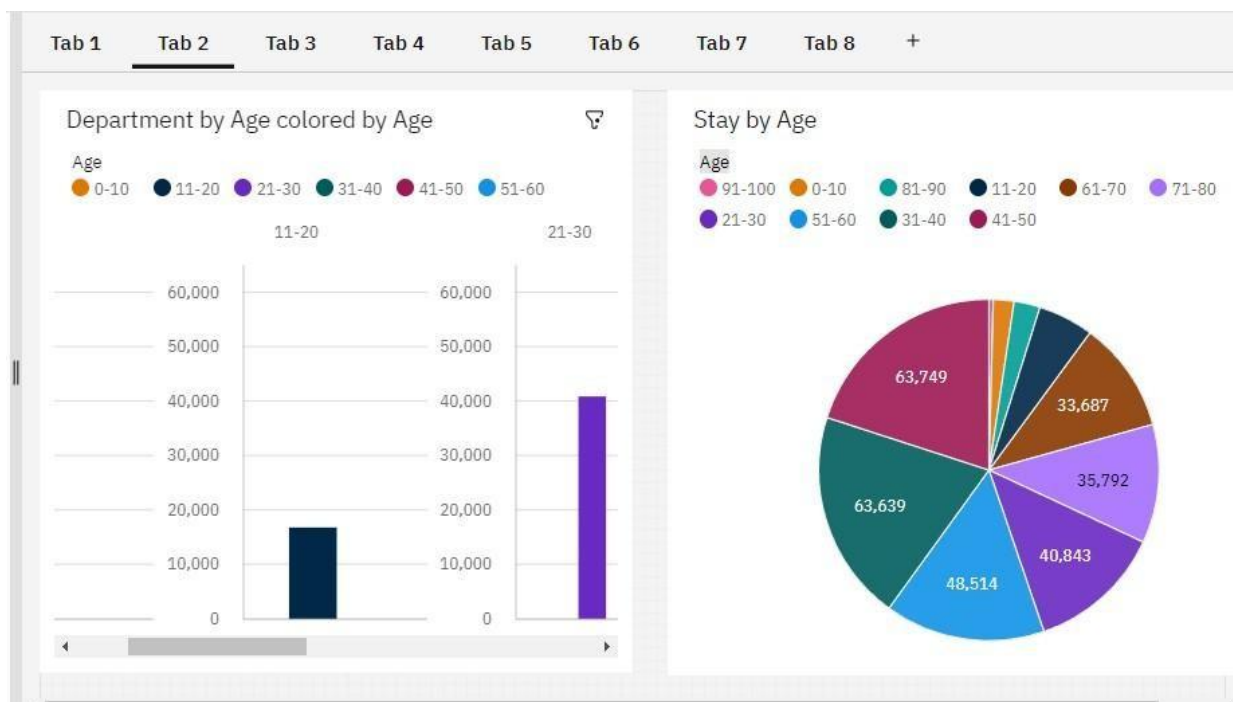 Tab 1 Tab 2 Tab 3 Tab 4 Tab 5 Tab 6 Tab 7 Tab 8 +
Department by Age colored by Age
Age
0-10 11-20 21-30 31-40 41-50 51-60
11-20 21-30
60,000 60,000
50,000 50,000
40,000 40,000
30,000 30,000
20,000 20,000
10,000 10,000
0 0
Stay by Age
Age
91-100 0-10 81-90 11-20 61-70 71-80
21-30 51-60 31-40 41-50
63,749
33,687
35,792
63,639
40,843
48,514